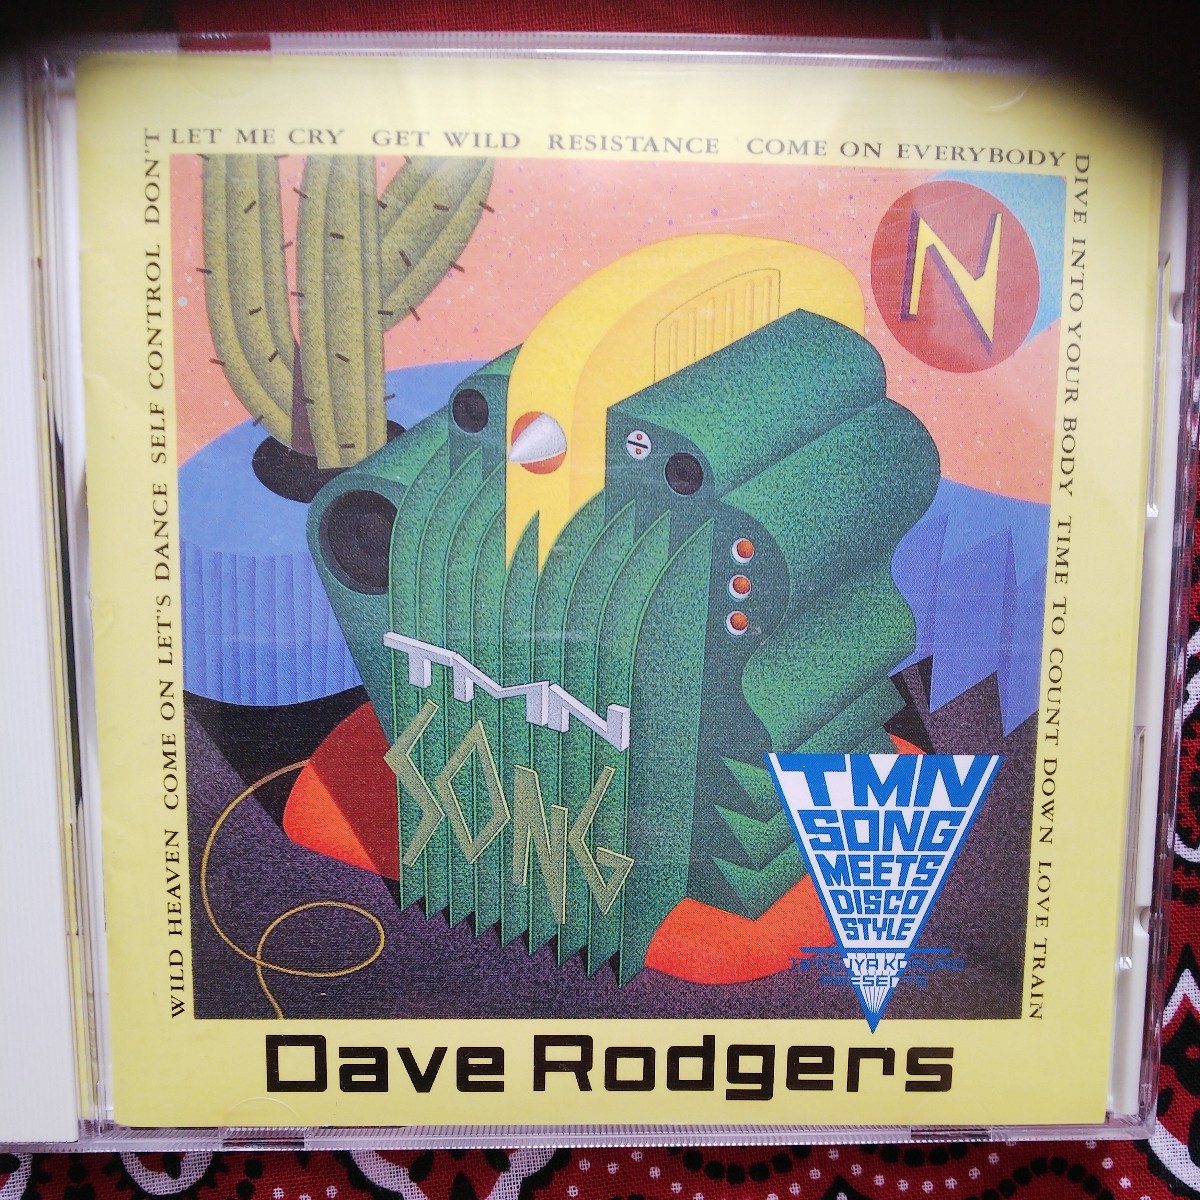 DON'T LET ME CRY GET WILD RESISTANCE COME ON EVERYBODY
DIVE INTO YOUR BODY TIME TO COUNT DOWN LOVE TRAIN
WILD HEAVEN COME ON LET'S DANCE SELF CONTROL
N
TMN
SONG
TMN
SONG
MEETS
DISCO
STYLE
PRESENTS
Dave Rodgers